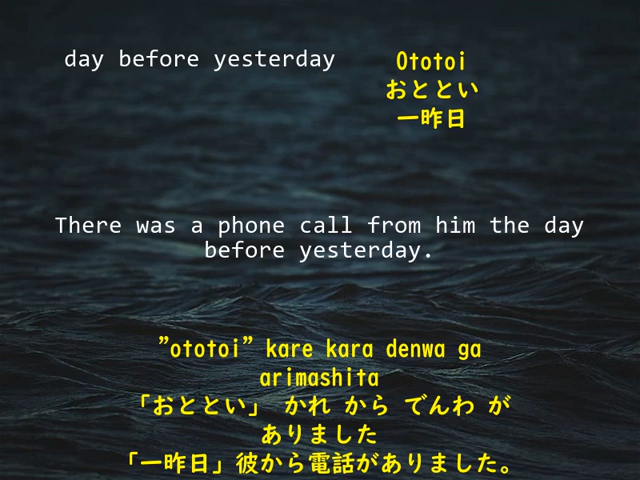 day before yesterday
Ototoi
おととい
一昨日
There was a phone call from him the day
before yesterday.
”ototoi” kare kara denwa ga
arimashita
「おととい」 かれ から でんわ が
ありました
「一昨日」彼から電話がありました。